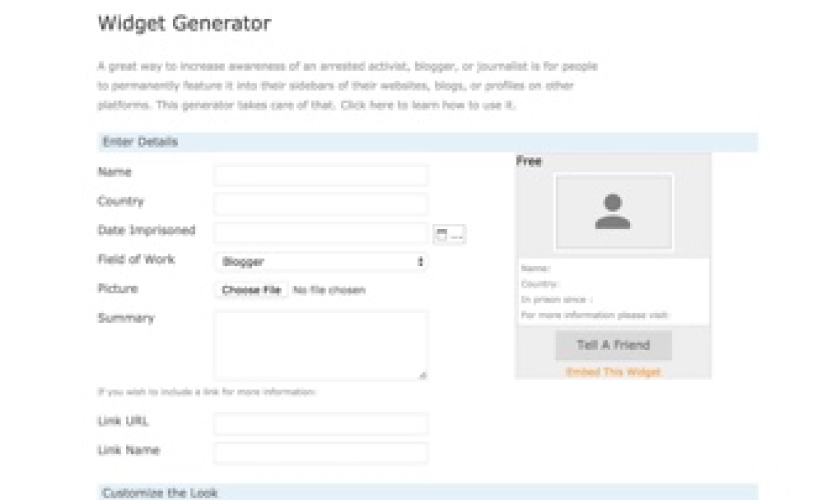 Widget Generator
A great way to increase awareness of an arrested activist, blogger, or journalist is for people
to permanently feature it into their sidebars of their websites, blogs, or profiles on other
platforms. This generator takes care of that. Click here to learn how to use it.
Enter Details
Name
Country
Date Imprisoned
...
Field of Work
Blogger
Picture
Choose File No file chosen
Summary
If you wish to include a link for more information:
Link URL
Link Name
Free
Name:
Country:
In prison since :
For more information please visit:
Tell A Friend
Embed This Widget
Customize the Look